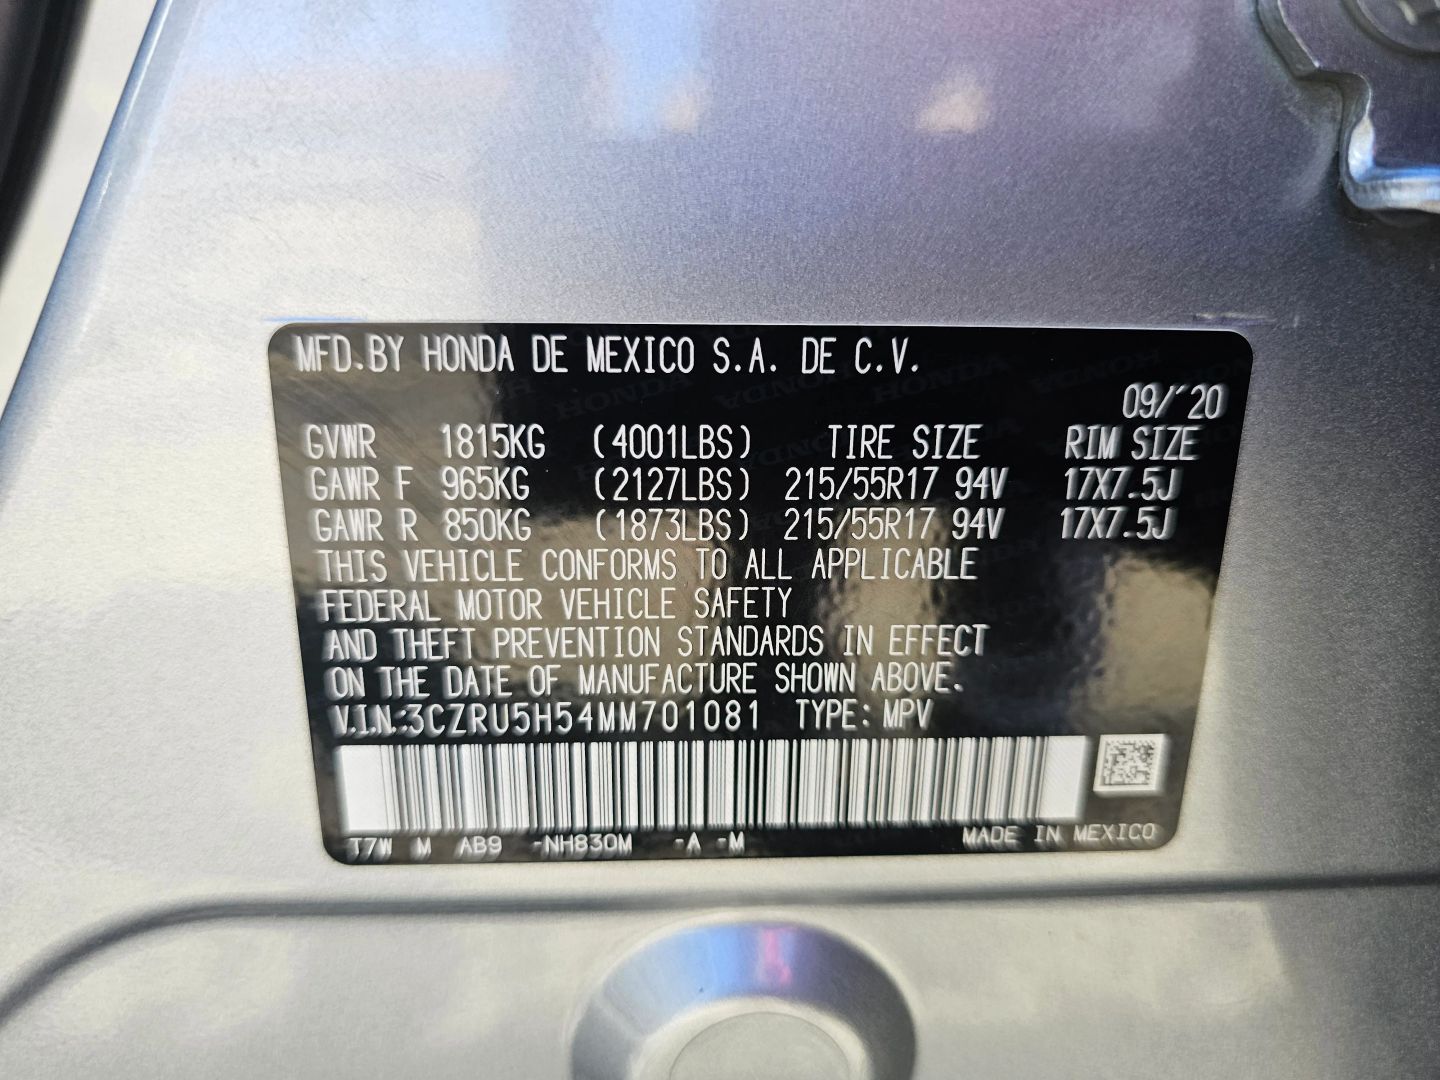 MFD.BY HONDA DE MEXICO S.A. DE C.V.
09/´20
GVWR 1815KG (4001LBS) TIRE SIZE RIM SIZE
GAWR F 965KG (2127LBS) 215/55R17 94V 17X7.5J
GAWR R 850KG (1873LBS) 215/55R17 94V 17X7.5J
THIS VEHICLE CONFORMS TO ALL APPLICABLE
FEDERAL MOTOR VEHICLE SAFETY
AND THEFT PREVENTION STANDARDS IN EFFECT
ON THE DATE OF MANUFACTURE SHOWN ABOVE.
V.I.N.:3CZRU5H54MM701081 TYPE: MPV
T7W M AB9 -NH830M -A -M MADE IN MEXICO